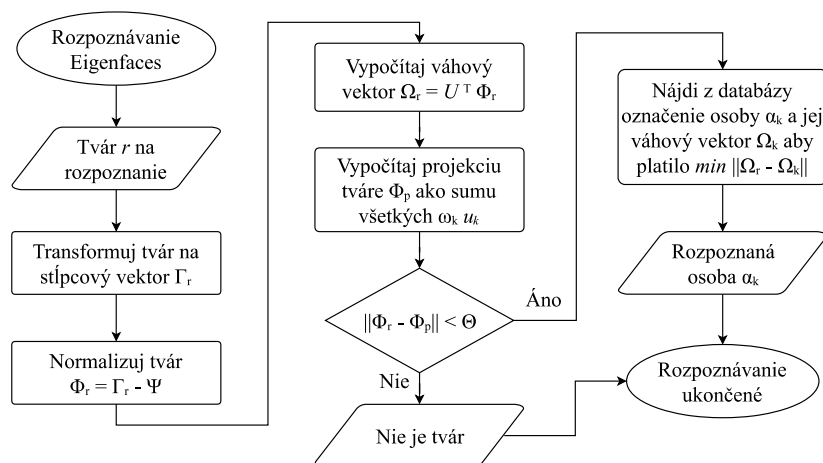 Rozpoznávanie
Eigenfaces
Tvár r na
rozpoznanie
Transformuj tvár na
stĺpcový vektor Γᵣ
Normalizuj tvár
Φᵣ = Γᵣ - Ψ
Vypočítaj váhový
vektor Ωᵣ = Uᵀ Φᵣ
Vypočítaj projekciu
tváre Φₚ ako sumu
všetkých ωₖ uₖ
||Φᵣ - Φₚ|| < Θ
Áno
Nie
Nie je tvár
Nájdi z databázy
označenie osoby αₖ a jej
váhový vektor Ωₖ aby
platilo min ||Ωᵣ - Ωₖ||
Rozpoznaná
osoba αₖ
Rozpoznávanie
ukončené